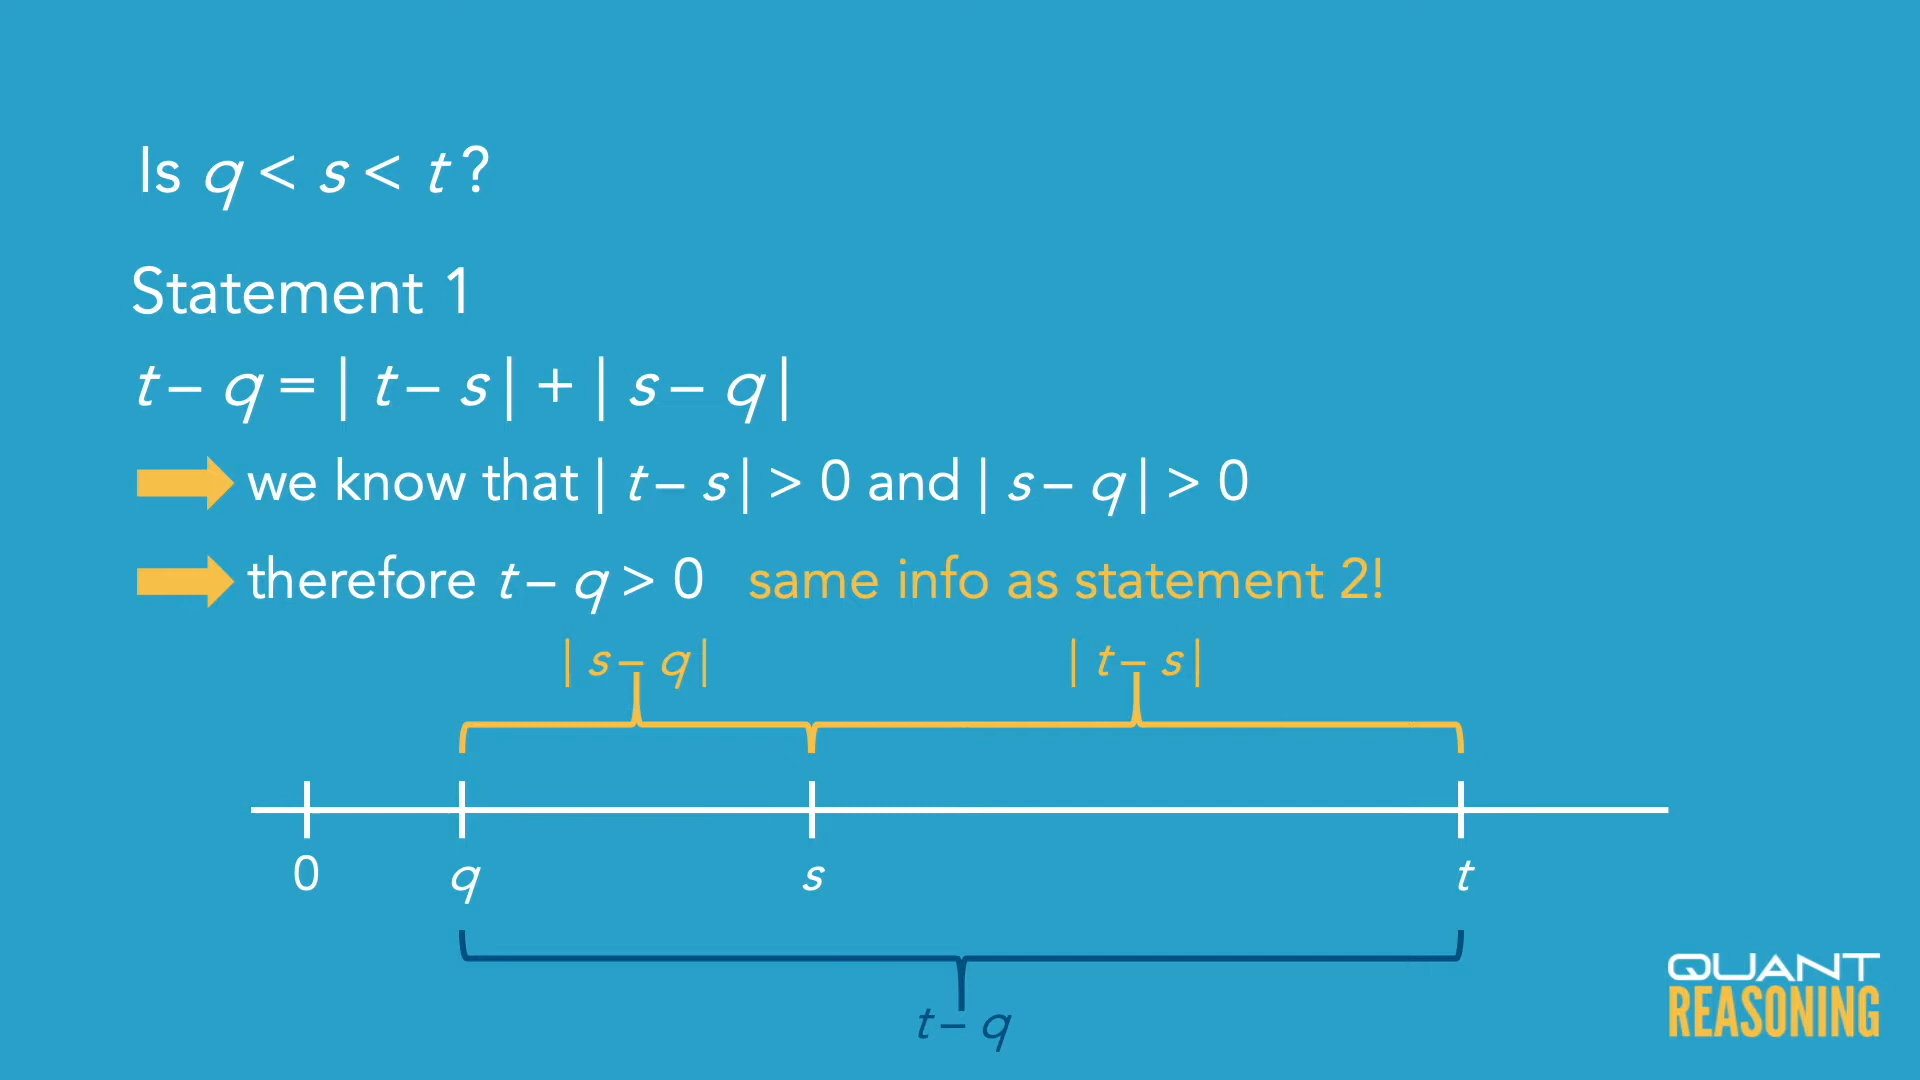 Is q < s < t ?
Statement 1
t – q = | t – s | + | s – q |
we know that | t – s | > 0 and | s – q | > 0
therefore t – q > 0 same info as statement 2!
| s – q | | t – s |
0 q s t
t – q
QUANT
REASONING